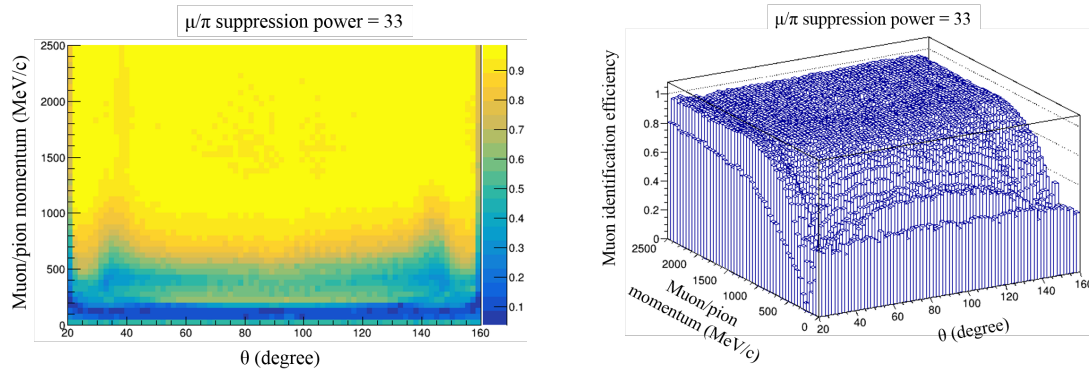 μ/π suppression power = 33
Muon/pion momentum (MeV/c)
2500
2000
1500
1000
500
0
20 40 60 80 100 120 140 160
θ (degree)
0.9
0.8
0.7
0.6
0.5
0.4
0.3
0.2
0.1
μ/π suppression power = 33
Muon identification efficiency
1
0.8
0.6
0.4
0.2
0
2500
2000
1500
1000
500
0
Muon/pion
momentum (MeV/c)
20 40 60 80 100 120 140 160
θ (degree)